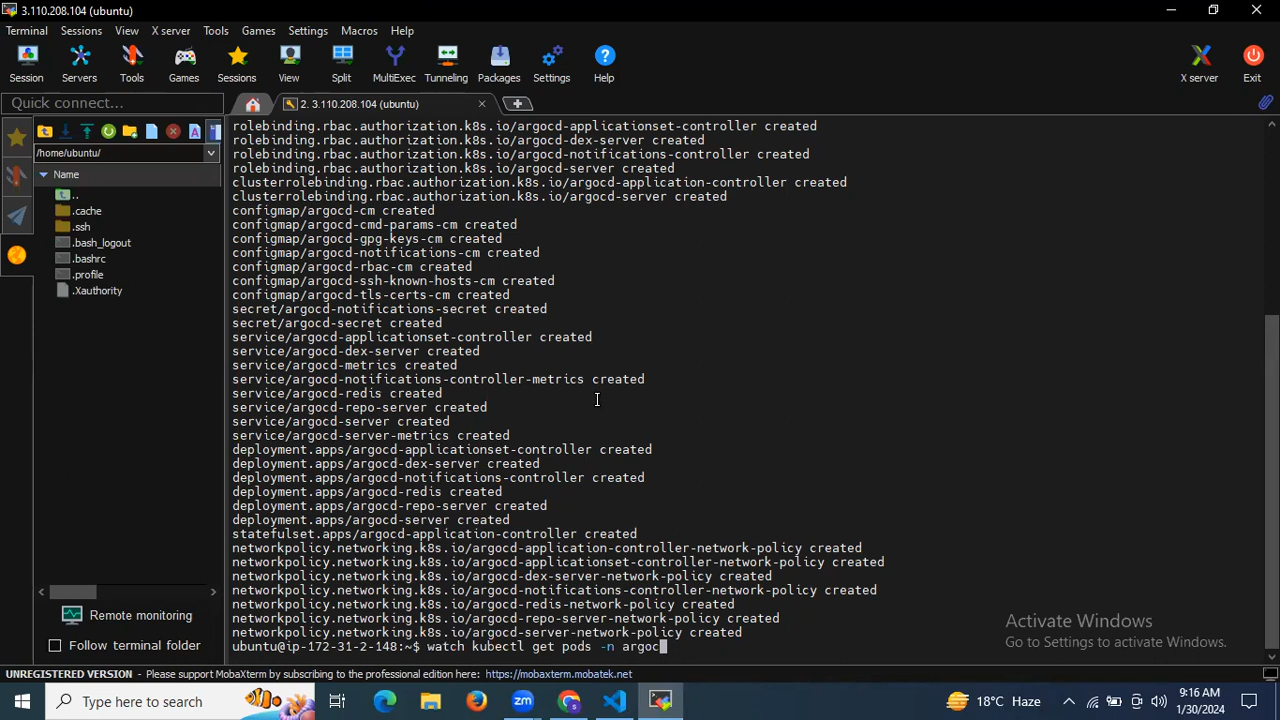 3.110.208.104 (ubuntu)
Terminal Sessions View X server Tools Games Settings Macros Help
Session Servers Tools Games Sessions View Split MultiExec Tunneling Packages Settings Help X server Exit
Quick connect...
2. 3.110.208.104 (ubuntu)
/home/ubuntu/
Name
..
.cache
.ssh
.bash_logout
.bashrc
.profile
.Xauthority
Remote monitoring
Follow terminal folder
rolebinding.rbac.authorization.k8s.io/argocd-applicationset-controller created
rolebinding.rbac.authorization.k8s.io/argocd-dex-server created
rolebinding.rbac.authorization.k8s.io/argocd-notifications-controller created
rolebinding.rbac.authorization.k8s.io/argocd-server created
clusterrolebinding.rbac.authorization.k8s.io/argocd-application-controller created
clusterrolebinding.rbac.authorization.k8s.io/argocd-server created
configmap/argocd-cm created
configmap/argocd-cmd-params-cm created
configmap/argocd-gpg-keys-cm created
configmap/argocd-notifications-cm created
configmap/argocd-rbac-cm created
configmap/argocd-ssh-known-hosts-cm created
configmap/argocd-tls-certs-cm created
secret/argocd-notifications-secret created
secret/argocd-secret created
service/argocd-applicationset-controller created
service/argocd-dex-server created
service/argocd-metrics created
service/argocd-notifications-controller-metrics created
service/argocd-redis created
service/argocd-repo-server created
service/argocd-server created
service/argocd-server-metrics created
deployment.apps/argocd-applicationset-controller created
deployment.apps/argocd-dex-server created
deployment.apps/argocd-notifications-controller created
deployment.apps/argocd-redis created
deployment.apps/argocd-repo-server created
deployment.apps/argocd-server created
statefulset.apps/argocd-application-controller created
networkpolicy.networking.k8s.io/argocd-application-controller-network-policy created
networkpolicy.networking.k8s.io/argocd-applicationset-controller-network-policy created
networkpolicy.networking.k8s.io/argocd-dex-server-network-policy created
networkpolicy.networking.k8s.io/argocd-notifications-controller-network-policy created
networkpolicy.networking.k8s.io/argocd-redis-network-policy created
networkpolicy.networking.k8s.io/argocd-repo-server-network-policy created
networkpolicy.networking.k8s.io/argocd-server-network-policy created
ubuntu@ip-172-31-2-148:~$ watch kubectl get pods -n argoc
Activate Windows
Go to Settings to activate Windows.
UNREGISTERED VERSION - Please support MobaXterm by subscribing to the professional edition here: https://mobaxterm.mobatek.net
Type here to search
zm
18°C Haze
ENG
9:16 AM
1/30/2024